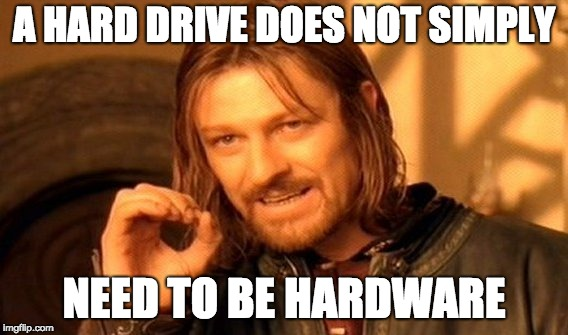 A HARD DRIVE DOES NOT SIMPLY
NEED TO BE HARDWARE
imgflip.com